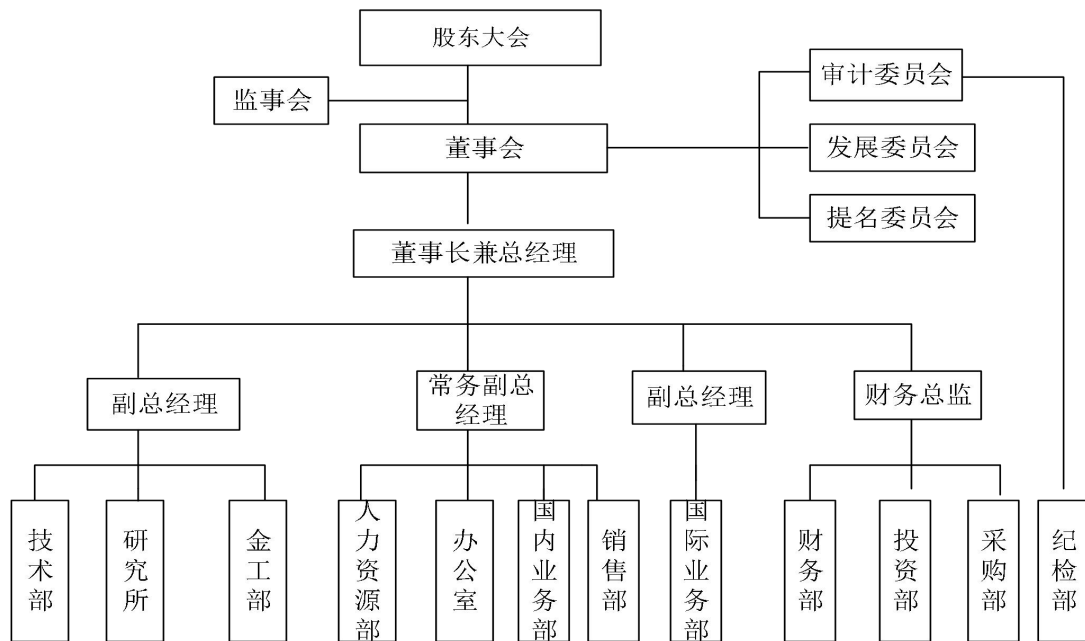 股东大会
监事会
审计委员会
董事会
发展委员会
提名委员会
董事长兼总经理
副总经理
常务副总
经理
副总经理
财务总监
技术部
研究所
金工部
人力资源部
办公室
国内业务部
销售部
国际业务部
财务部
投资部
采购部
纪检部